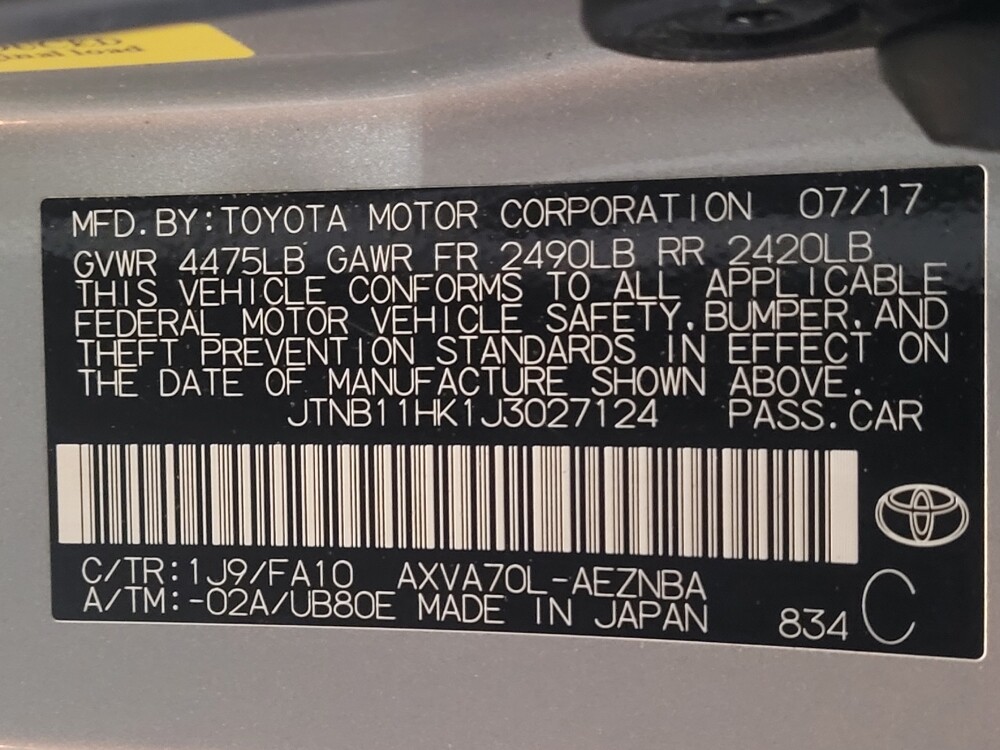 onal load
MFD. BY: TOYOTA MOTOR CORPORATION 07/17
GVWR 4475LB GAWR FR 2490LB RR 2420LB
THIS VEHICLE CONFORMS TO ALL APPLICABLE
FEDERAL MOTOR VEHICLE SAFETY, BUMPER, AND
THEFT PREVENTION STANDARDS IN EFFECT ON
THE DATE OF MANUFACTURE SHOWN ABOVE.
JTNB11HK1J3027124 PASS. CAR
C/TR: 1J9/FA10 AXVA70L-AEZNBA
A/TM: -02A/UB80E MADE IN JAPAN 834 C